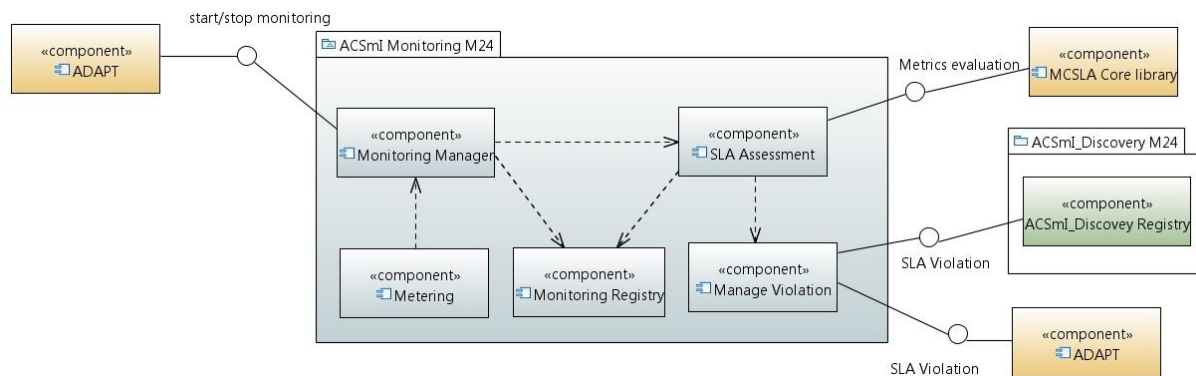 start/stop monitoring
«component»
ADAPT
ACSmI Monitoring M24
Metrics evaluation
«component»
MCSLA Core library
«component»
Monitoring Manager
«component»
SLA Assessment
ACSmI_Discovery M24
«component»
ACSmI_Discovey Registry
«component»
Metering
«component»
Monitoring Registry
«component»
Manage Violation
SLA Violation
«component»
ADAPT
SLA Violation